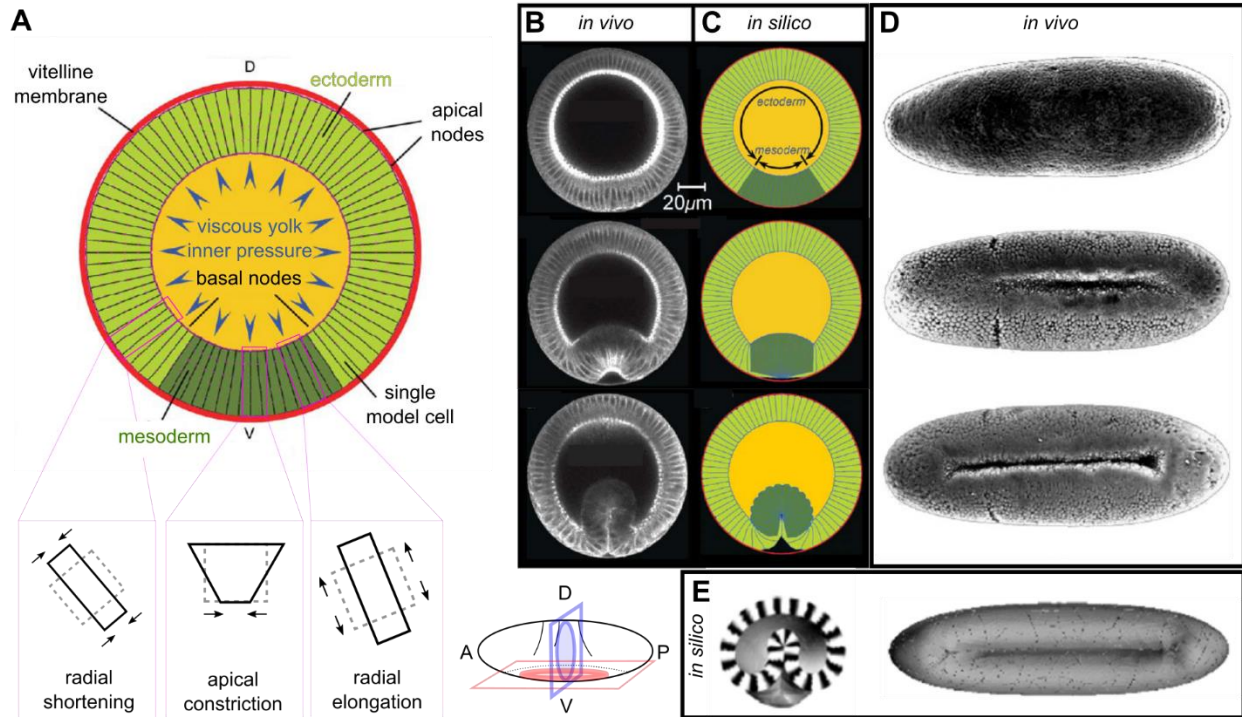 A
D
vitelline
membrane
ectoderm
apical
nodes
viscous yolk
inner pressure
basal nodes
single
model cell
mesoderm
V
radial
shortening
apical
constriction
radial
elongation
B
in vivo
20µm
C
in silico
ectoderm
mesoderm
D
in vivo
D
A
P
V
E
in silico